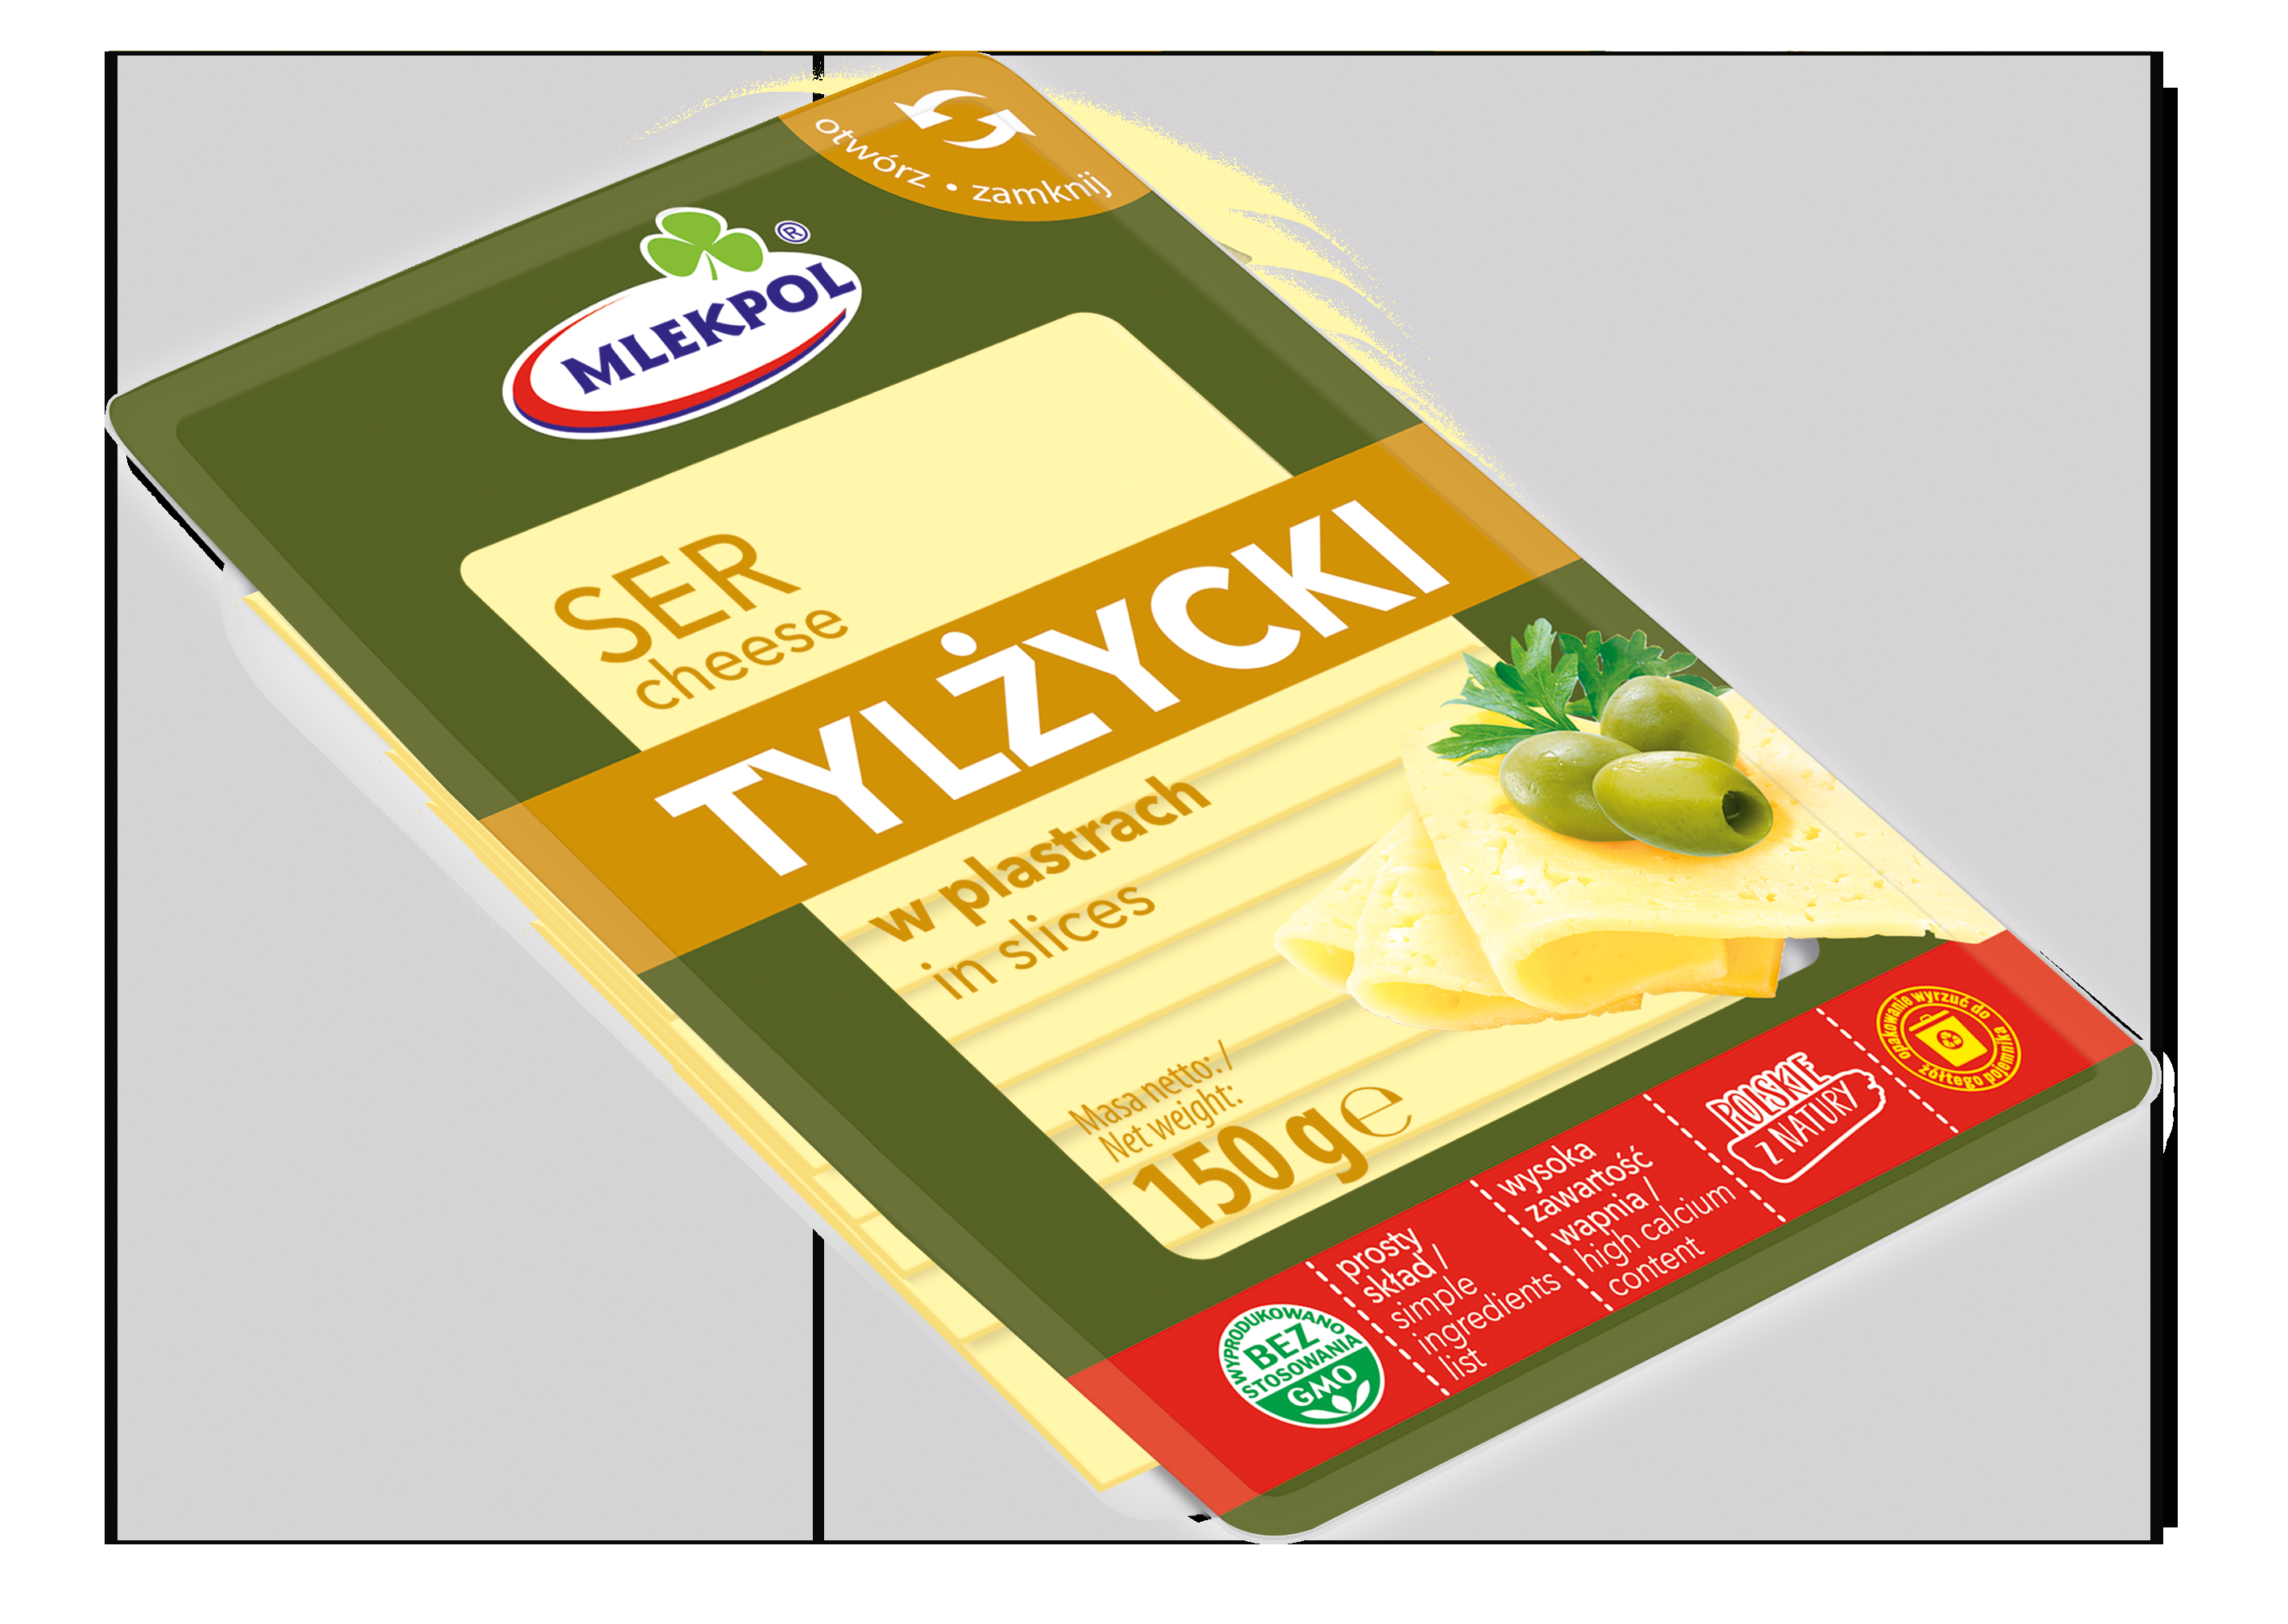 otwórz • zamknij
MLEKPOL®
SER
cheese
TYLŻYCKI
w plastrach
in slices
Masa netto: /
Net weight:
150 g ℮
WYPRODUKOWANO
BEZ
STOSOWANIA
GMO
prosty
skład /
simple
ingredients
list
wysoka
zawartość
wapnia /
high calcium
content
POLSKIE
Z NATURY
opakowanie wyrzuć do
żółtego pojemnika